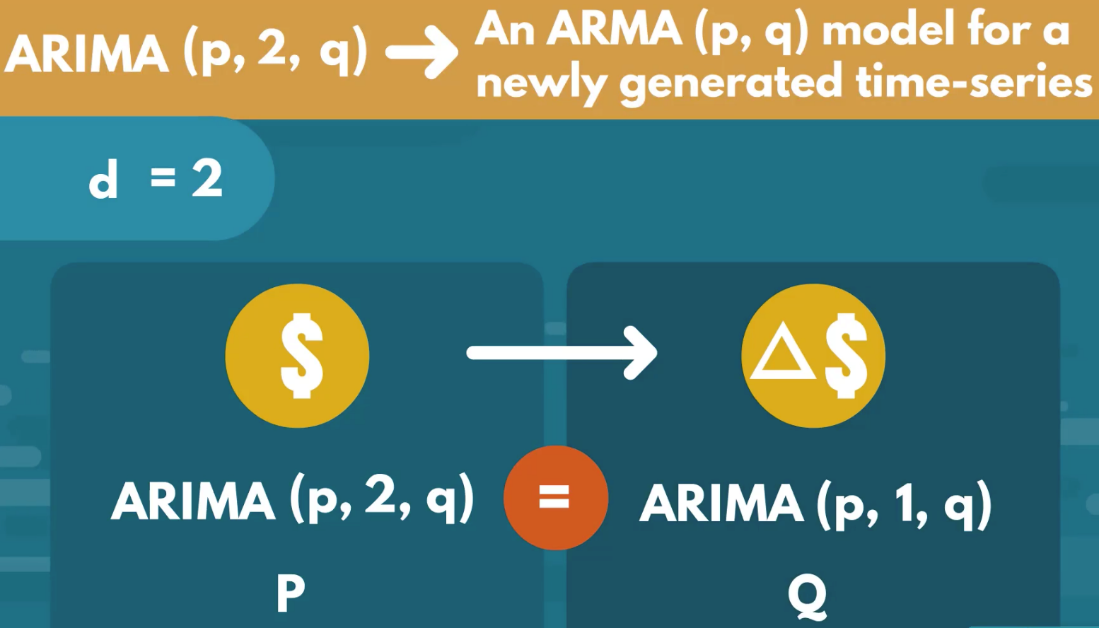 ARIMA (p, 2, q) → An ARMA (p, q) model for a
newly generated time-series
d = 2
$ → Δ$
ARIMA (p, 2, q) = ARIMA (p, 1, q)
P Q